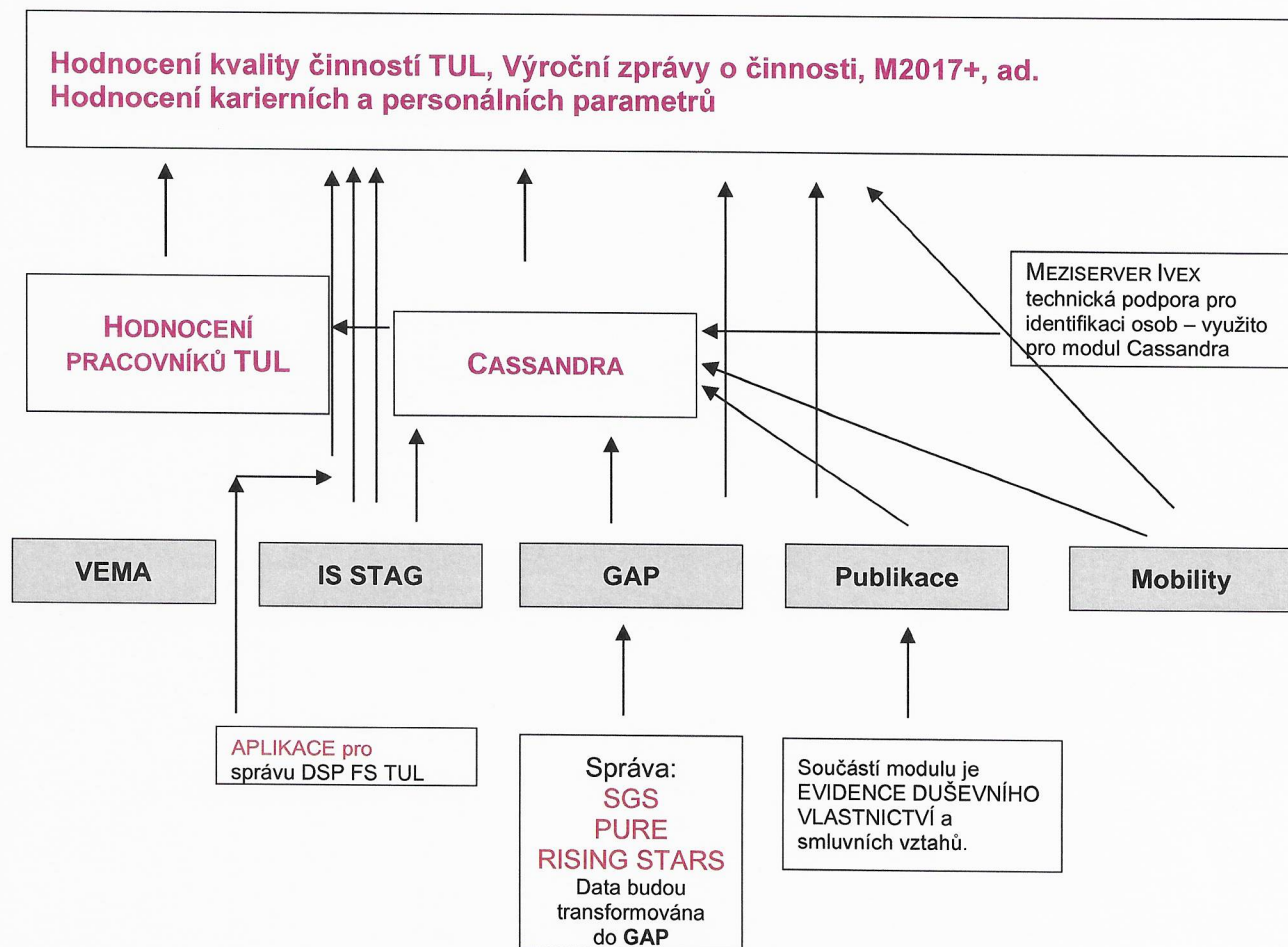 Hodnocení kvality činností TUL, Výroční zprávy o činnosti, M2017+, ad.
Hodnocení karierních a personálních parametrů
HODNOCENÍ
PRACOVNÍKŮ TUL
CASSANDRA
MEZISERVER IVEX
technická podpora pro
identifikaci osob – využito
pro modul Cassandra
VEMA
IS STAG
GAP
Publikace
Mobility
APLIKACE pro
správu DSP FS TUL
Správa:
SGS
PURE
RISING STARS
Data budou
transformována
do GAP
Součástí modulu je
EVIDENCE DUŠEVNÍHO
VLASTNICTVÍ a
smluvních vztahů.